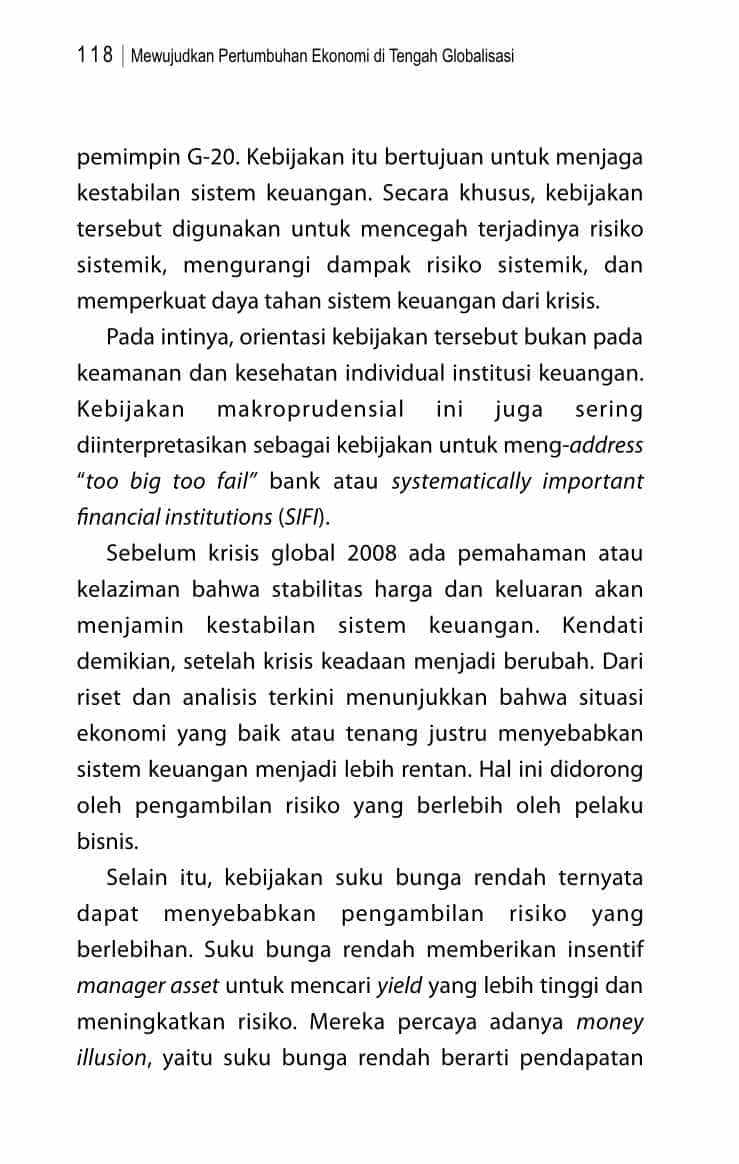 118 | Mewujudkan Pertumbuhan Ekonomi di Tengah Globalisasi
pemimpin G-20. Kebijakan itu bertujuan untuk menjaga
kestabilan sistem keuangan. Secara khusus, kebijakan
tersebut digunakan untuk mencegah terjadinya risiko
sistemik, mengurangi dampak risiko sistemik, dan
memperkuat daya tahan sistem keuangan dari krisis.
Pada intinya, orientasi kebijakan tersebut bukan pada
keamanan dan kesehatan individual institusi keuangan.
Kebijakan makroprudensial ini juga sering
diinterpretasikan sebagai kebijakan untuk meng-address
“too big too fail” bank atau systematically important
financial institutions (SIFI).
Sebelum krisis global 2008 ada pemahaman atau
kelaziman bahwa stabilitas harga dan keluaran akan
menjamin kestabilan sistem keuangan. Kendati
demikian, setelah krisis keadaan menjadi berubah. Dari
riset dan analisis terkini menunjukkan bahwa situasi
ekonomi yang baik atau tenang justru menyebabkan
sistem keuangan menjadi lebih rentan. Hal ini didorong
oleh pengambilan risiko yang berlebih oleh pelaku
bisnis.
Selain itu, kebijakan suku bunga rendah ternyata
dapat menyebabkan pengambilan risiko yang
berlebihan. Suku bunga rendah memberikan insentif
manager asset untuk mencari yield yang lebih tinggi dan
meningkatkan risiko. Mereka percaya adanya money
illusion, yaitu suku bunga rendah berarti pendapatan